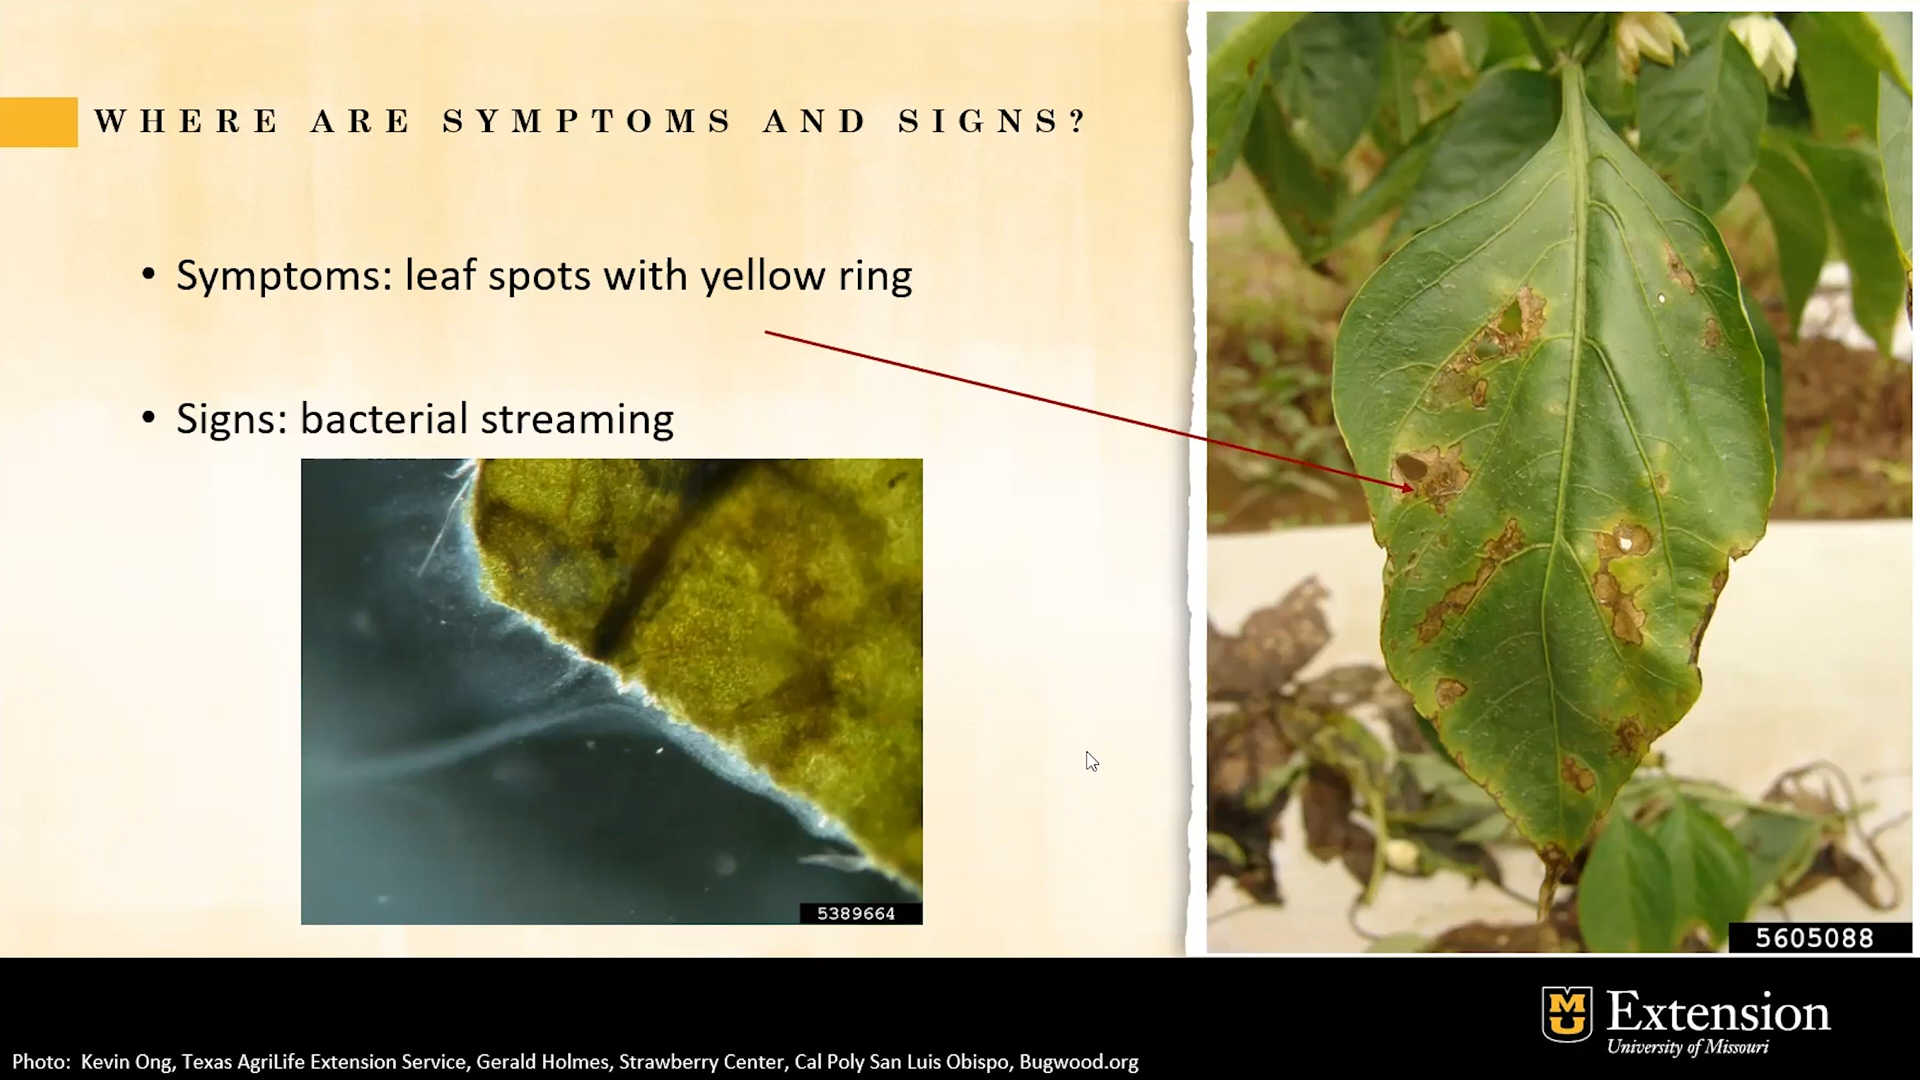 WHERE ARE SYMPTOMS AND SIGNS?
• Symptoms: leaf spots with yellow ring
• Signs: bacterial streaming
5389664
5605088
MU
Extension
University of Missouri
Photo: Kevin Ong, Texas AgriLife Extension Service, Gerald Holmes, Strawberry Center, Cal Poly San Luis Obispo, Bugwood.org